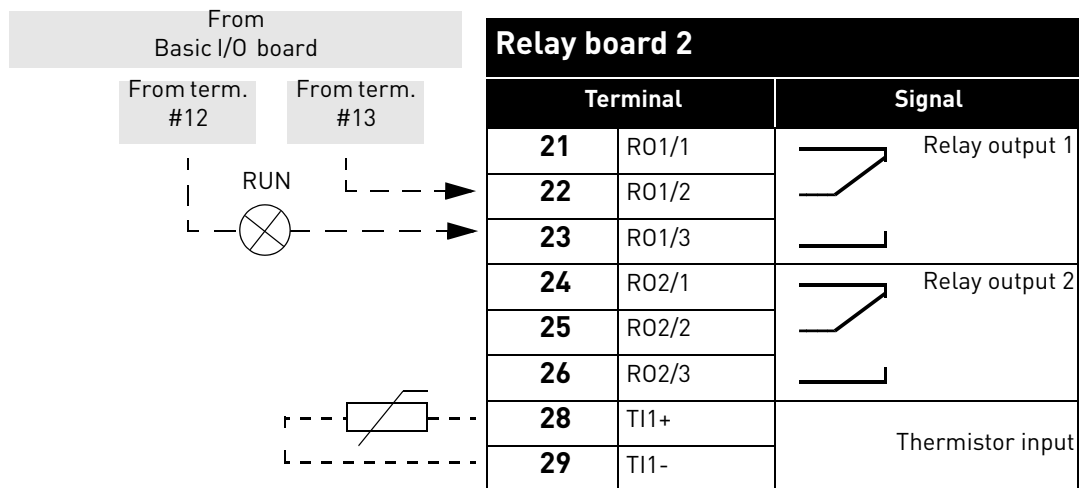 From
Basic I/O board
From term.
#12
From term.
#13
RUN
Relay board 2
Terminal Signal
21 RO1/1 Relay output 1
22 RO1/2
23 RO1/3
24 RO2/1 Relay output 2
25 RO2/2
26 RO2/3
28 TI1+ Thermistor input
29 TI1-